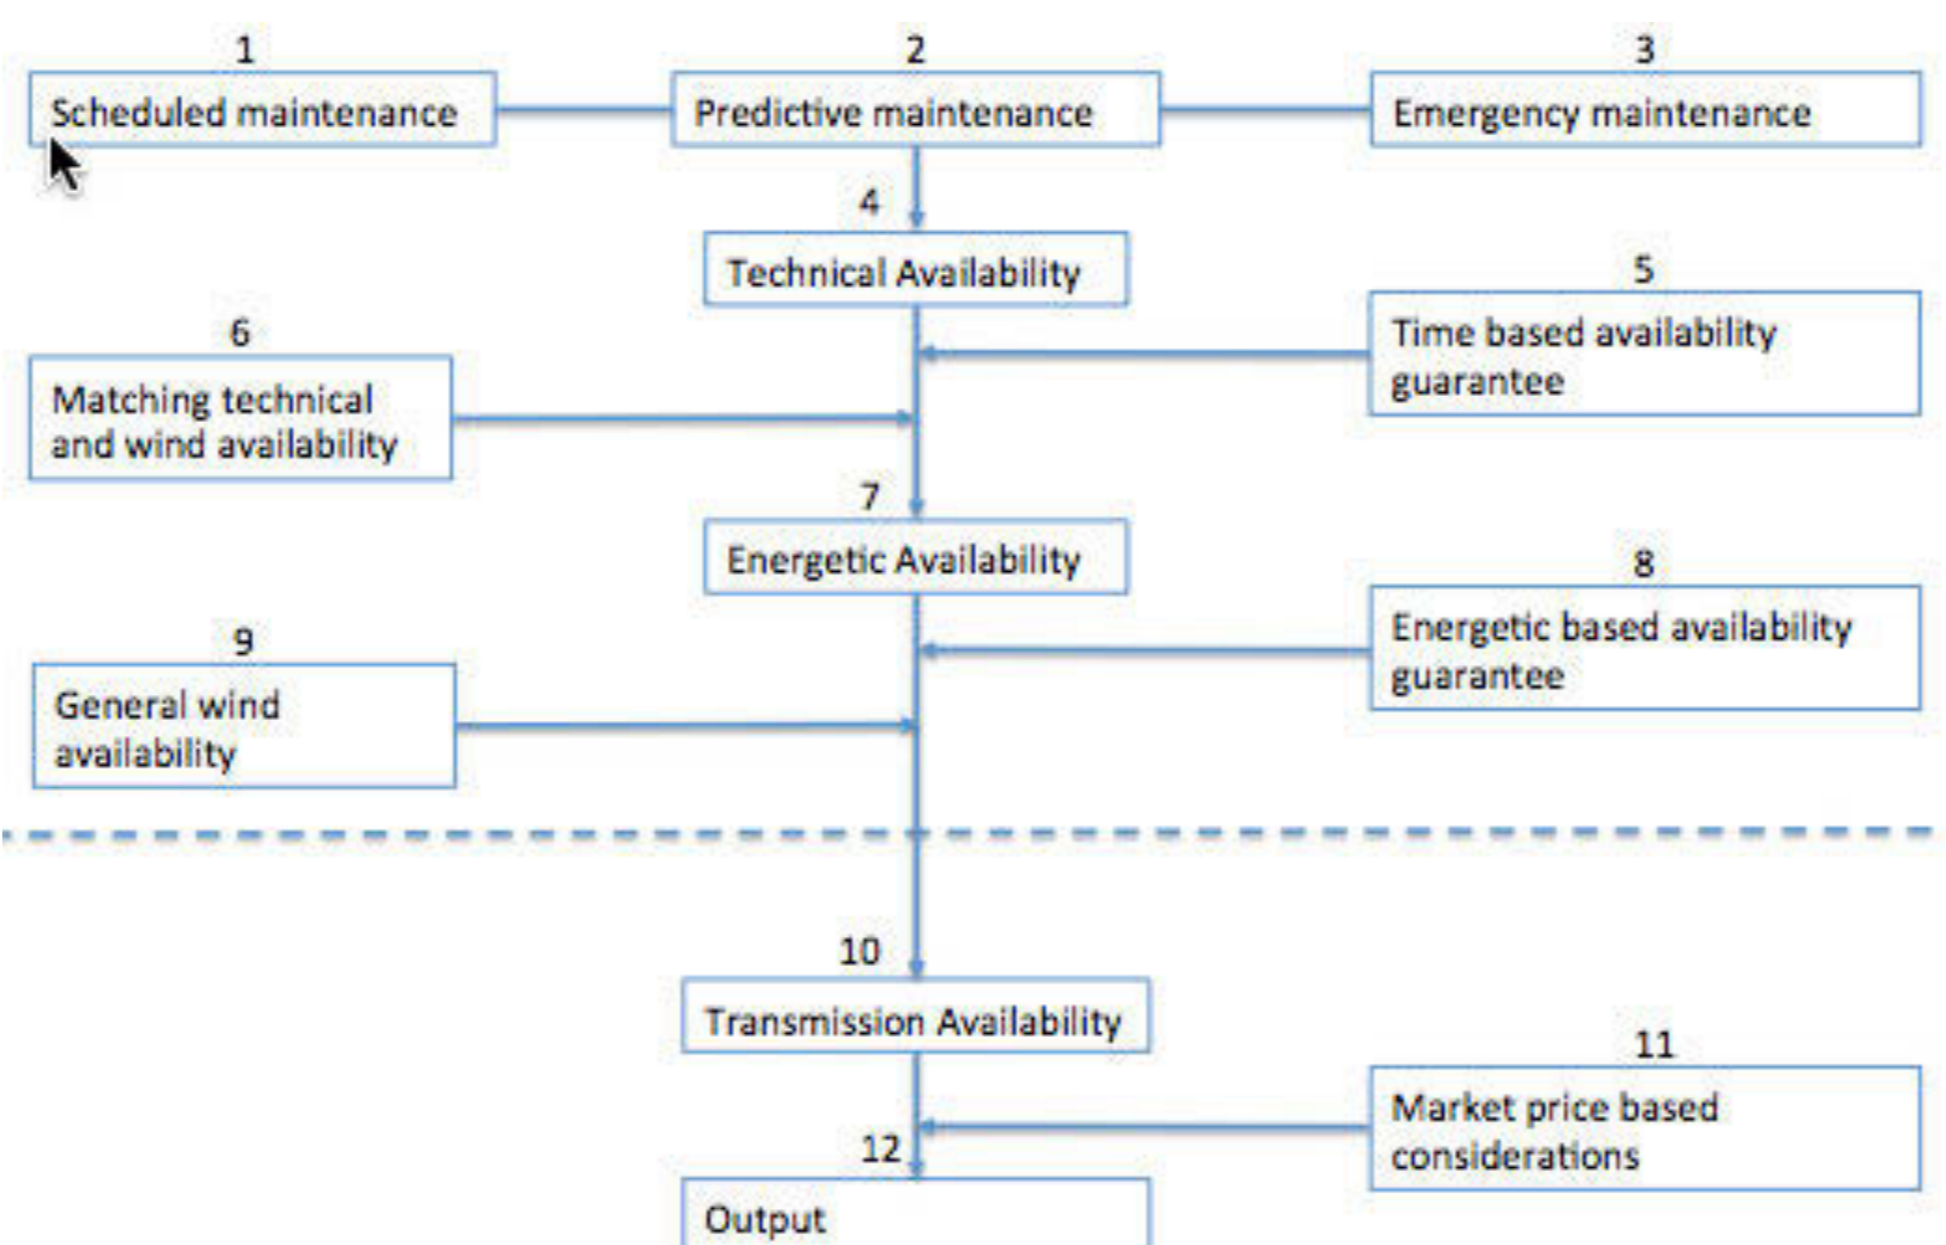 1
Scheduled maintenance
2
Predictive maintenance
3
Emergency maintenance
4
Technical Availability
5
Time based availability
guarantee
6
Matching technical
and wind availability
7
Energetic Availability
8
Energetic based availability
guarantee
9
General wind
availability
10
Transmission Availability
11
Market price based
considerations
12
Output